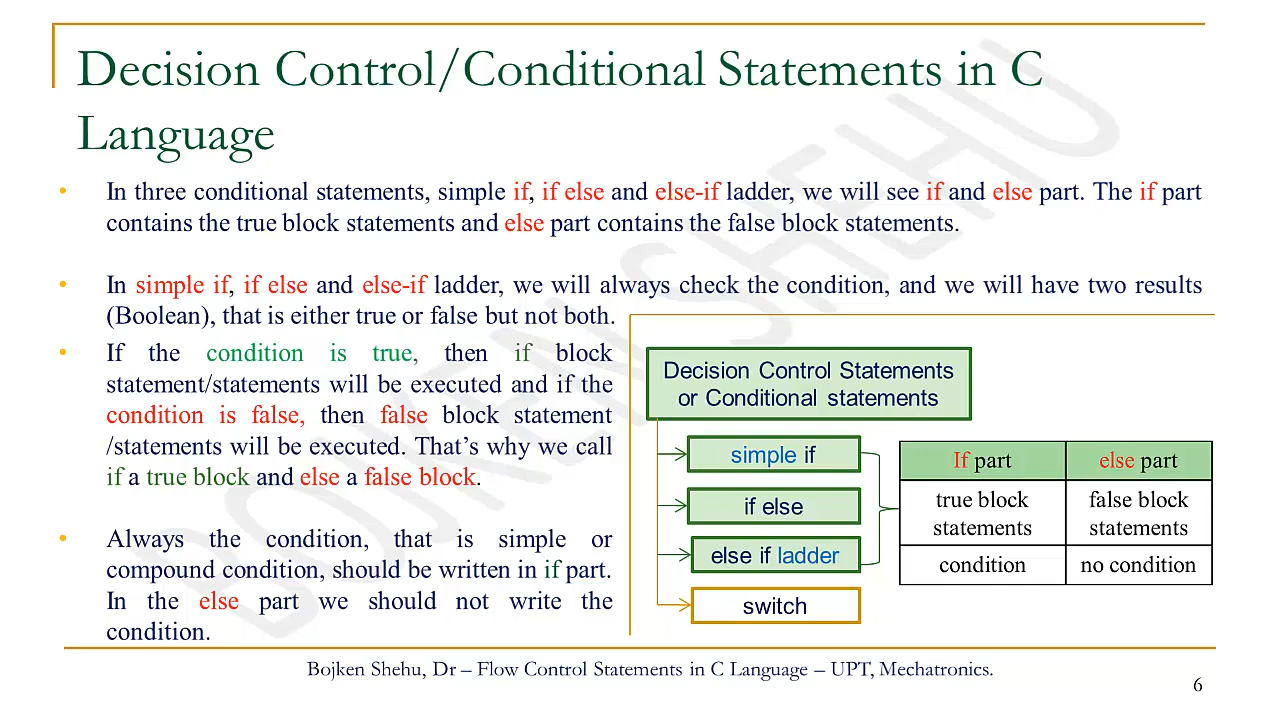 Decision Control/Conditional Statements in C
Language
• In three conditional statements, simple if, if else and else-if ladder, we will see if and else part. The if part
contains the true block statements and else part contains the false block statements.
• In simple if, if else and else-if ladder, we will always check the condition, and we will have two results
(Boolean), that is either true or false but not both.
• If the condition is true, then if block
statement/statements will be executed and if the
condition is false, then false block statement
/statements will be executed. That’s why we call
if a true block and else a false block.
• Always the condition, that is simple or
compound condition, should be written in if part.
In the else part we should not write the
condition.
Decision Control Statements
or Conditional statements
simple if
if else
else if ladder
switch
If part else part
true block false block
statements statements
condition no condition
BOJKEN SHEHU
Bojken Shehu, Dr – Flow Control Statements in C Language – UPT, Mechatronics.
6